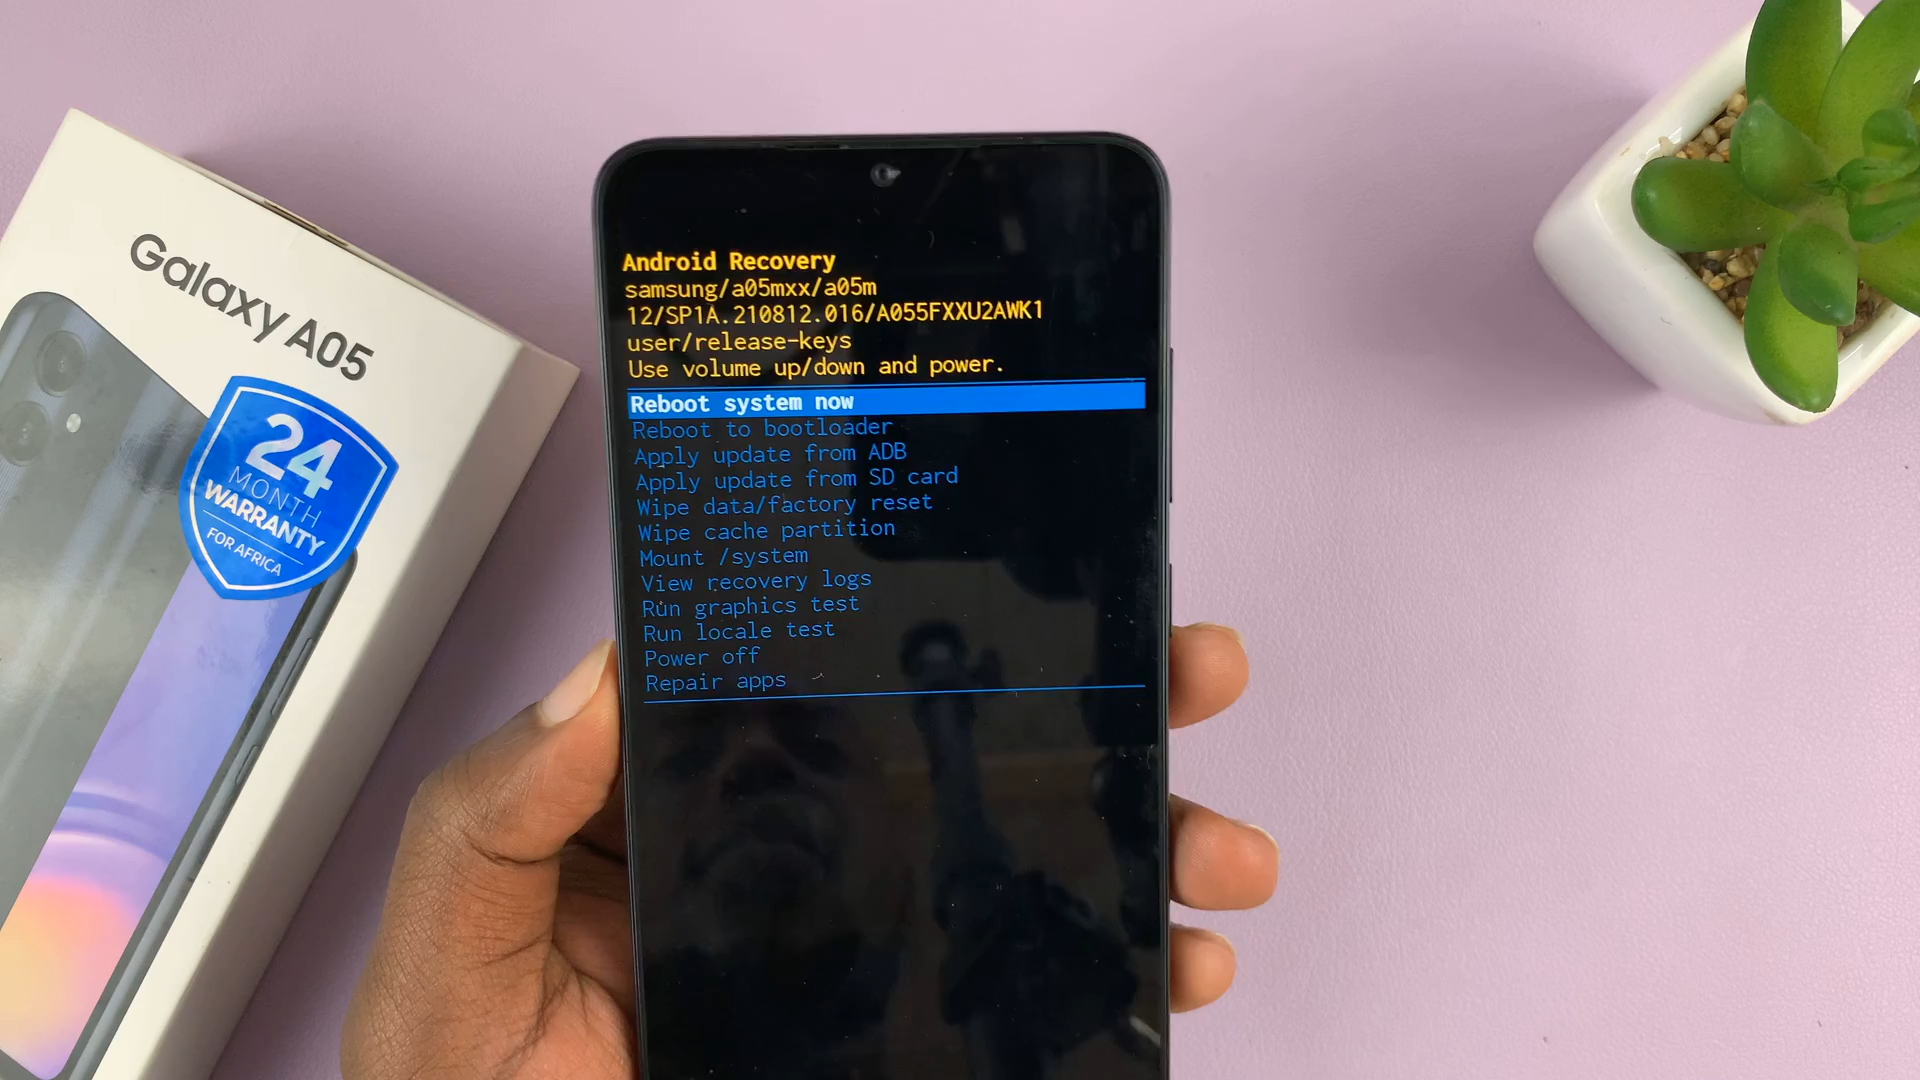 Galaxy A05
24
MONTH
WARRANTY
FOR AFRICA
Android Recovery
samsung/a05mxx/a05m
12/SP1A.210812.016/A055FXXU2AWK1
user/release-keys
Use volume up/down and power.
Reboot system now
Reboot to bootloader
Apply update from ADB
Apply update from SD card
Wipe data/factory reset
Wipe cache partition
Mount /system
View recovery logs
Run graphics test
Run locale test
Power off
Repair apps